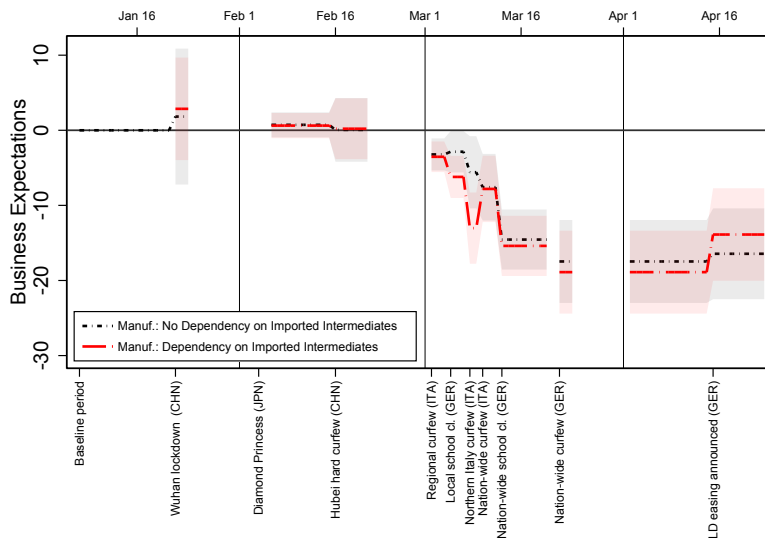 Jan 16
Feb 1
Feb 16
Mar 1
Mar 16
Apr 1
Apr 16
Business Expectations
10
0
-10
-20
-30
Manuf.: No Dependency on Imported Intermediates
Manuf.: Dependency on Imported Intermediates
Baseline period
Wuhan lockdown (CHN)
Diamond Princess (JPN)
Hubei hard curfew (CHN)
Regional curfew (ITA)
Local school cl. (GER)
Northern Italy curfew (ITA)
Nation-wide curfew (ITA)
Nation-wide school cl. (GER)
Nation-wide curfew (GER)
LD easing announced (GER)